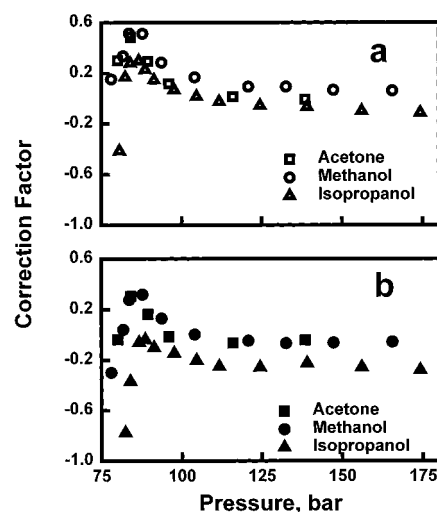 0.6
a
0.2
-0.2
Acetone
-0.6
Methanol
Isopropanol
-1.0
Correction Factor
0.6
b
0.2
-0.2
-0.6
Acetone
Methanol
Isopropanol
-1.0
75 100 125 150 175
Pressure, bar